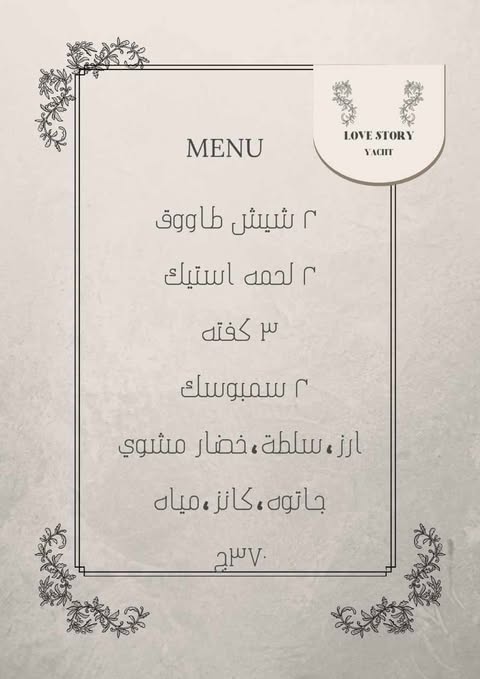 LOVE STORY
YACHT
MENU
٢ شيش طاووق
٢ لحمه استيك
٣ كفته
٢ سمبوسك
ارز،سلطة،خضار مشوي
جاتوه،كانز،مياه
٣٧٠ج